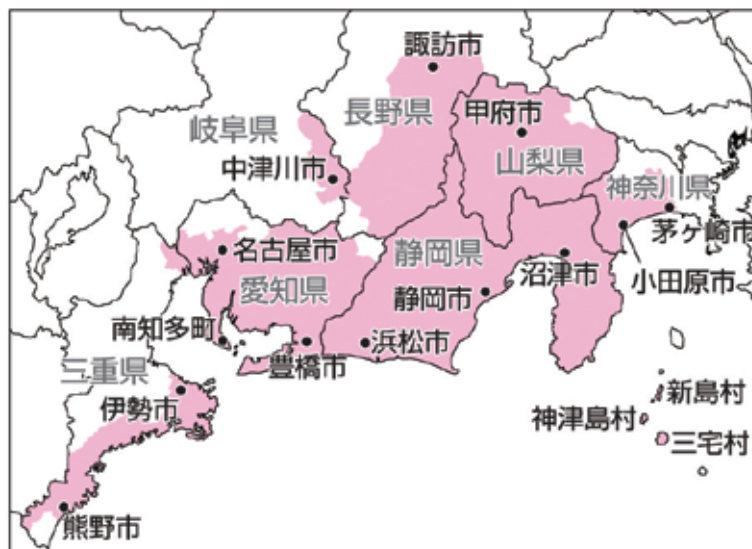 諏訪市
長野県
岐阜県
甲府市
山梨県
中津川市
神奈川県
茅ヶ崎市
名古屋市
静岡県
沼津市
小田原市
愛知県
静岡市
南知多町
豊橋市
浜松市
三重県
伊勢市
新島村
神津島村
三宅村
熊野市